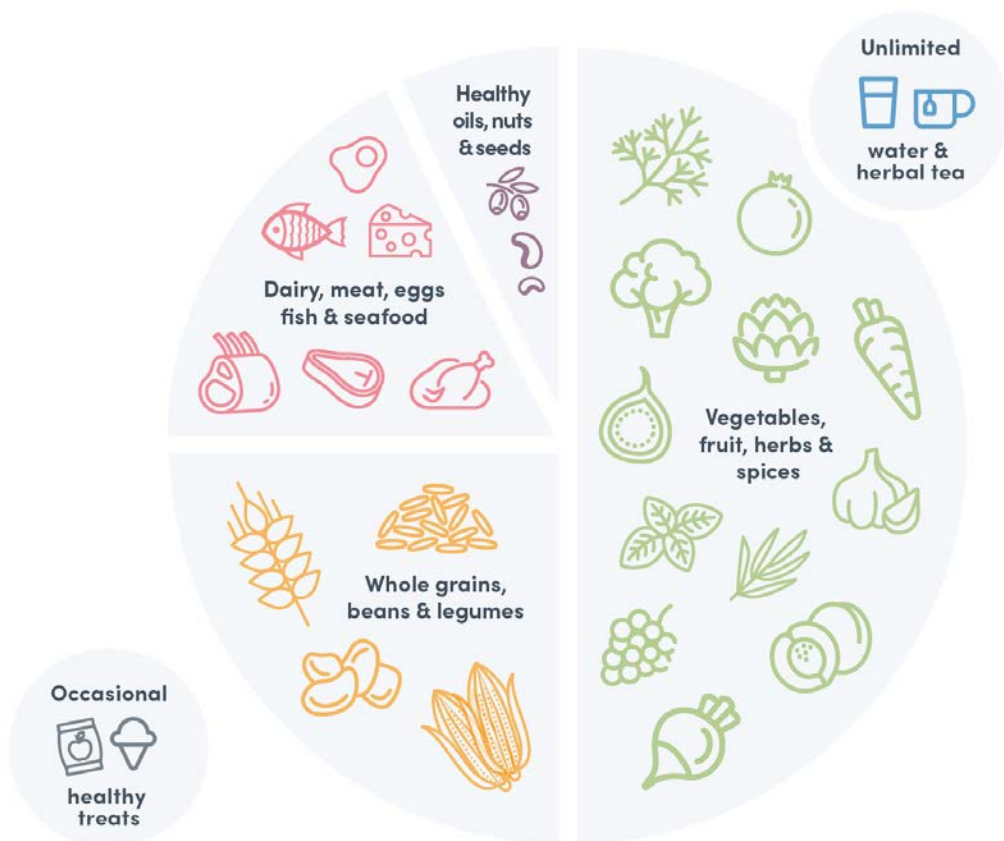 Unlimited
water &
herbal tea
Healthy
oils, nuts
& seeds
Dairy, meat, eggs
fish & seafood
Vegetables,
fruit, herbs &
spices
Whole grains,
beans & legumes
Occasional
healthy
treats